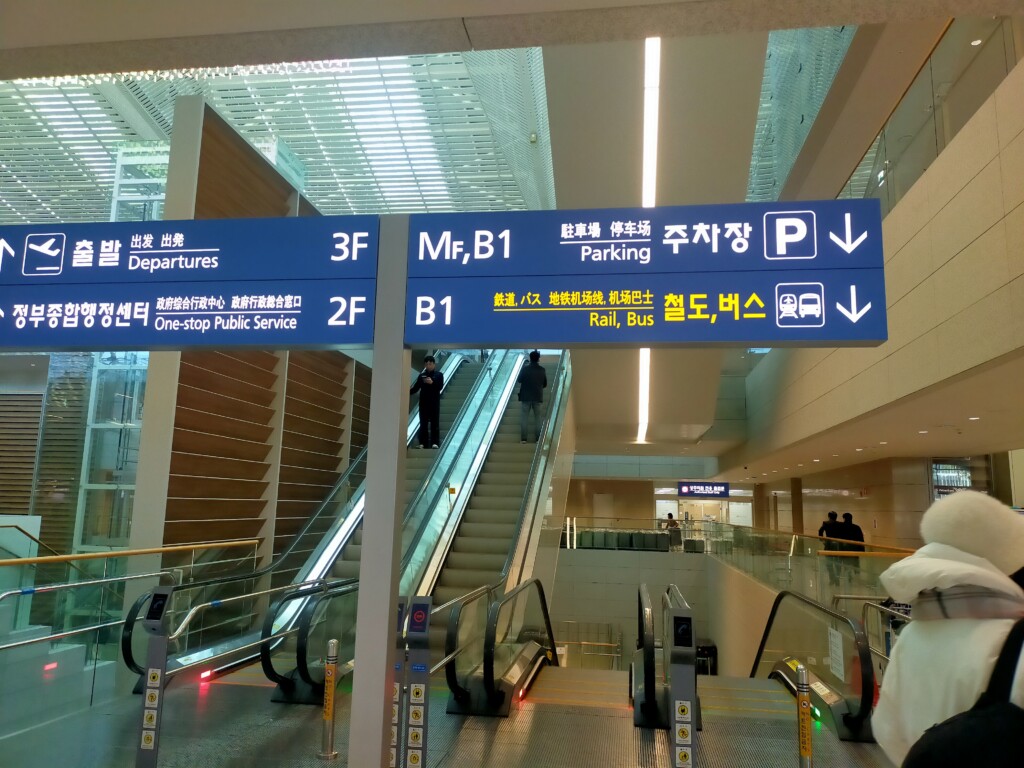 출발 出发 出発 3F
Departures
정부종합행정센터 政府综合行政中心 政府行政総合窓口 2F
One-stop Public Service
MF,B1 駐車場 停车场 주차장 P
Parking
B1 鉄道, バス 地铁机场线, 机场巴士 철도,버스
Rail, Bus